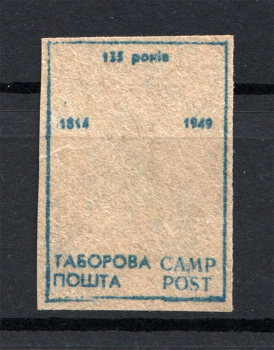 135 років
1814 1949
ТАБОРОВА CAMP
ПОШТА POST